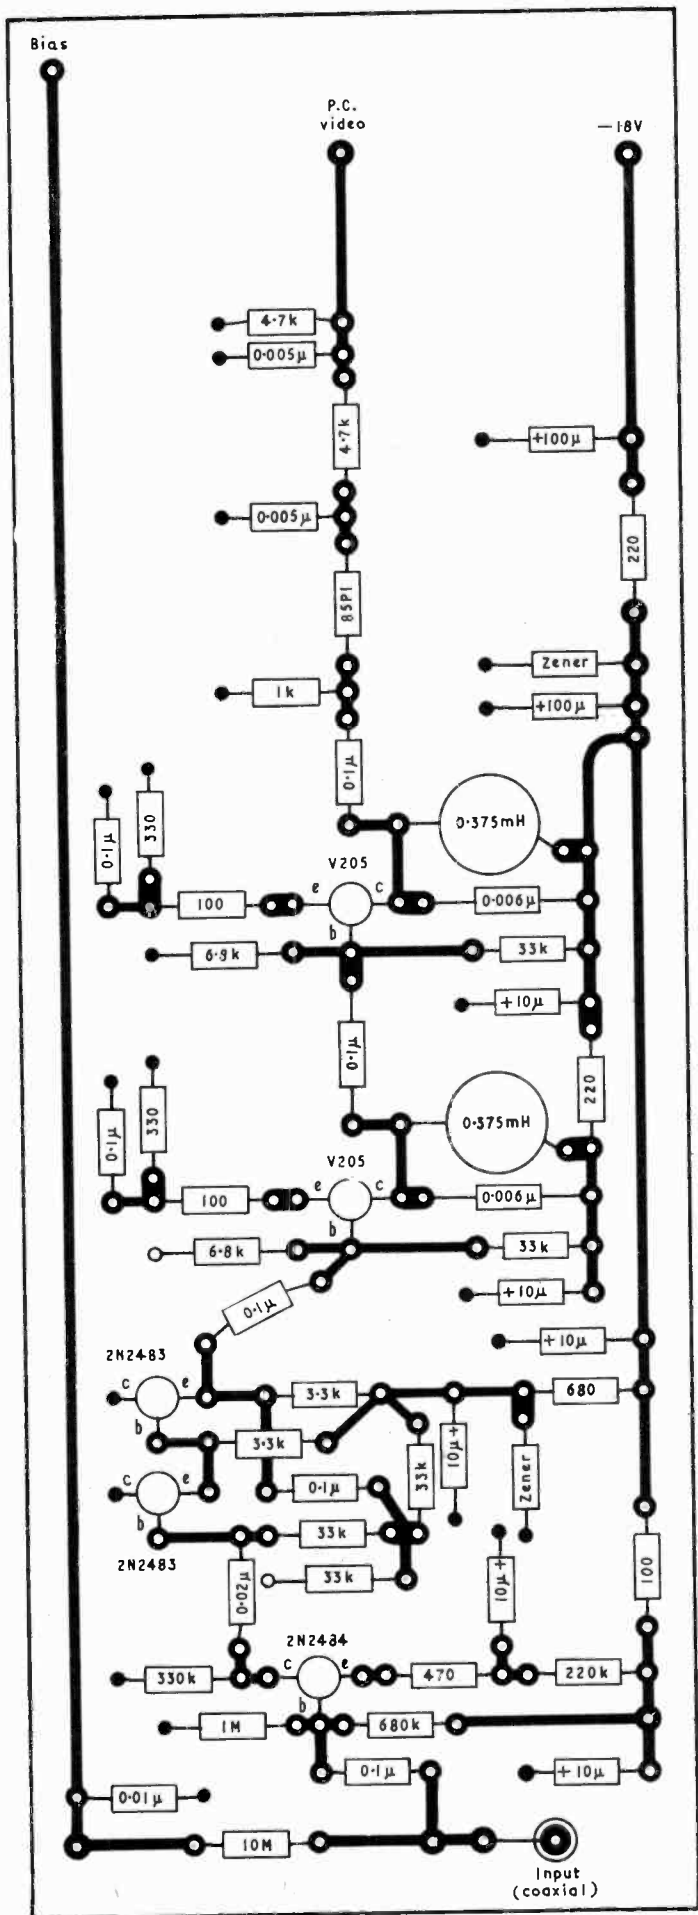 Bias
P.C.
video
—18V
4·7k
0·005μ
4·7k
+100μ
0·005μ
220
85P1
Zener
1k
+100μ
0·1μ
0·1μ
330
0·375mH
V205
100
e
c
0·006μ
b
6·9k
33k
+10μ
0·1μ
220
0·1μ
330
0·375mH
V205
100
e
c
0·006μ
b
6·8k
33k
+10μ
0·1μ
+10μ
2N2483
c
e
3·3k
680
b
3·3k
10μ+
33k
Zener
c
e
0·1μ
b
33k
2N2483
33k
0·02μ
10μ+
100
2N2484
330k
c
e
470
220k
b
1M
680k
0·1μ
+10μ
0·01μ
10M
Input
(coaxial)